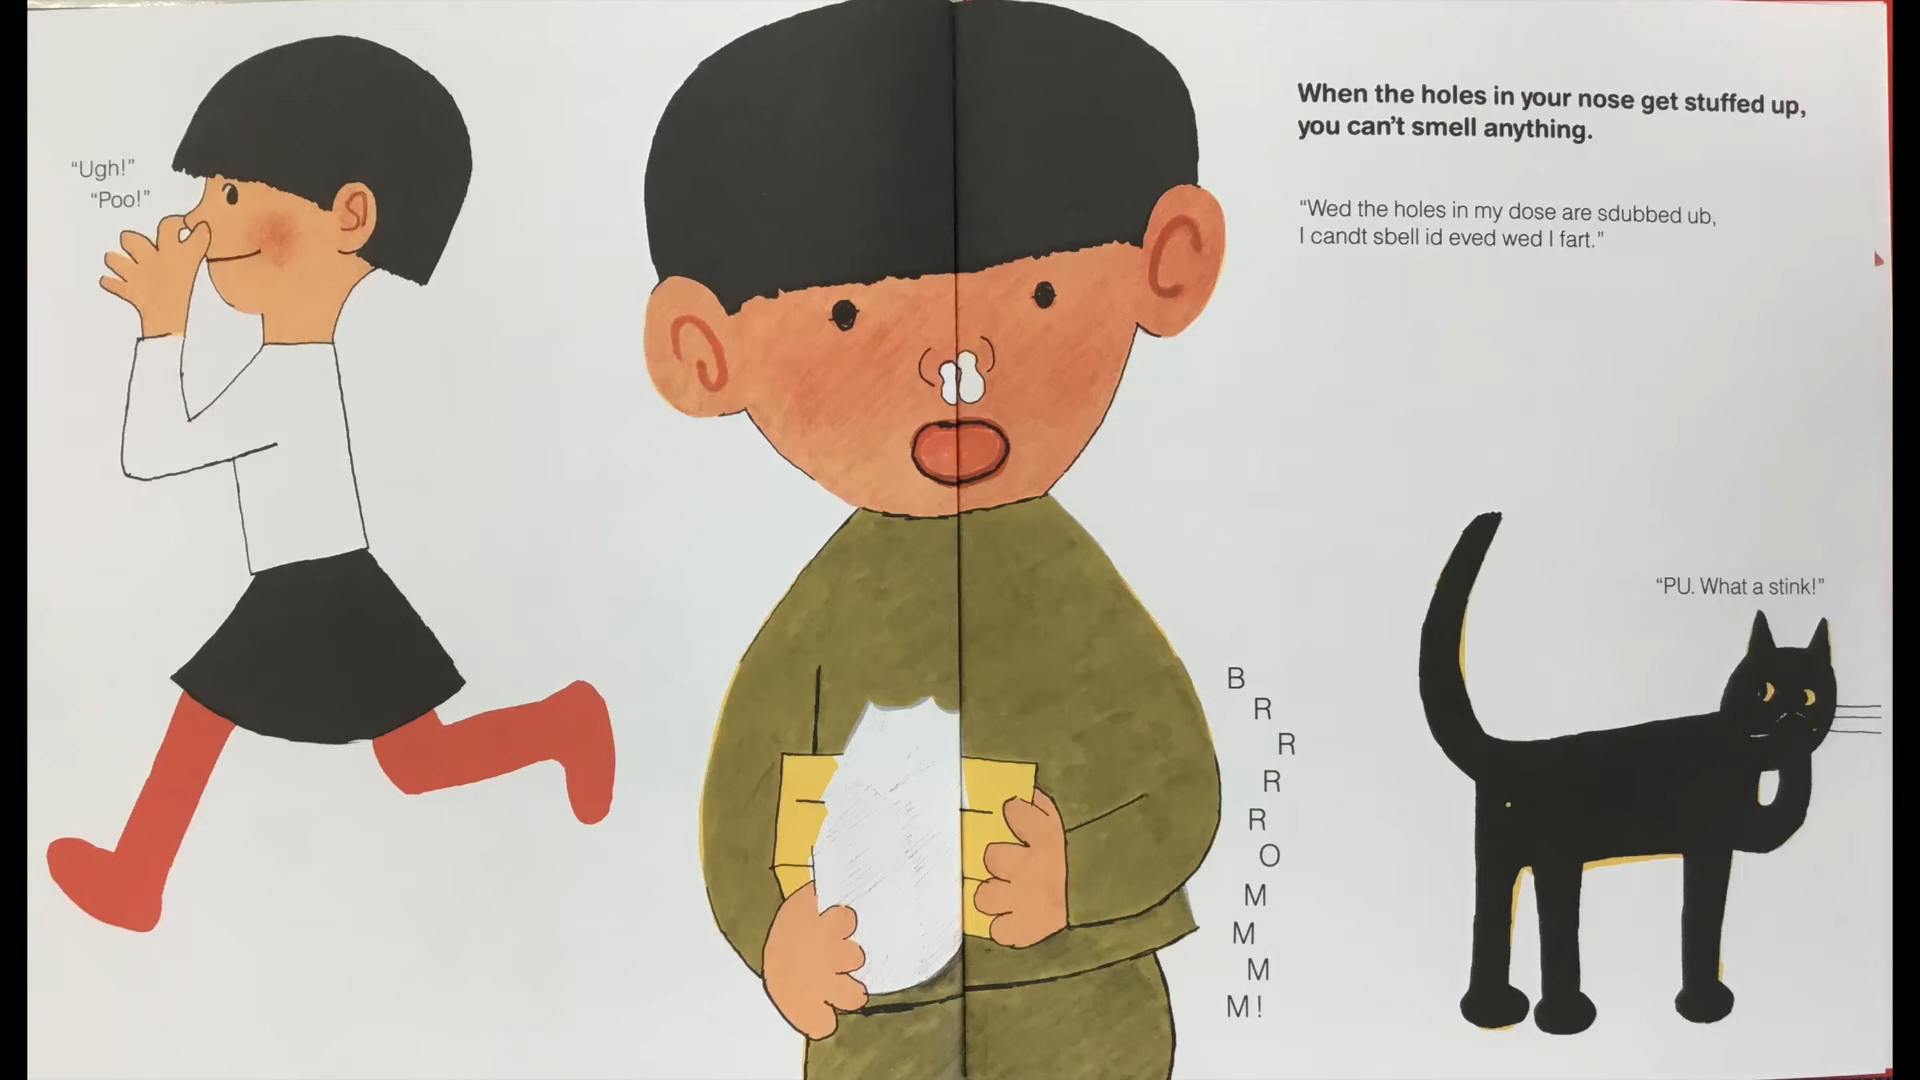 “Ugh!”
“Poo!”
When the holes in your nose get stuffed up,
you can’t smell anything.
“Wed the holes in my dose are sdubbed ub,
I candt sbell id eved wed I fart.”
B
R
R
R
R
O
M
M
M
M!
“PU. What a stink!”